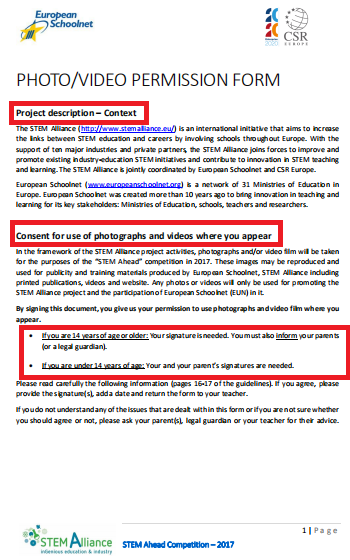 European
Schoolnet
2020
CSR
EUROPE
PHOTO/VIDEO PERMISSION FORM
Project description – Context
The STEM Alliance (http://www.stemalliance.eu/) is an international initiative that aims to increase
the links between STEM education and careers by involving schools throughout Europe. With the
support of ten major industries and private partners, the STEM Alliance joins forces to improve and
promote existing industry-education STEM initiatives and contribute to innovation in STEM teaching
and learning. The STEM Alliance is jointly coordinated by European Schoolnet and CSR Europe.
European Schoolnet (www.europeanschoolnet.org) is a network of 31 Ministries of Education in
Europe. European Schoolnet was created more than 10 years ago to bring innovation in teaching and
learning for its key stakeholders: Ministries of Education, schools, teachers and researchers.
Consent for use of photographs and videos where you appear
In the framework of the STEM Alliance project activities, photographs and/or video film will be taken
for the purposes of the "STEM Ahead" competition in 2017. These images may be reproduced and
used for publicity and training materials produced by European Schoolnet, STEM Alliance including
printed publications, videos and website. Any photos or videos will only be used for promoting the
STEM Alliance project and the participation of European Schoolnet (EUN) in it.
By signing this document, you give us your permission to use photographs and video film where you
appear.
• If you are 14 years of age or older: Your signature is needed. You must also inform your parents
(or a legal guardian).
• If you are under 14 years of age: Your and your parent's signatures are needed.
Please read carefully the following information (pages 16-17 of the guidelines). If you agree, please
provide the signature(s), add a date and return the form to your teacher.
If you do not understand any of the issues that are dealt with in this form or if you are not sure whether
you should agree or not, please ask your parent(s), legal guardian or your teacher for their advice.
1 | Page
STEM Alliance
inGenious education & industry
STEM Ahead Competition – 2017